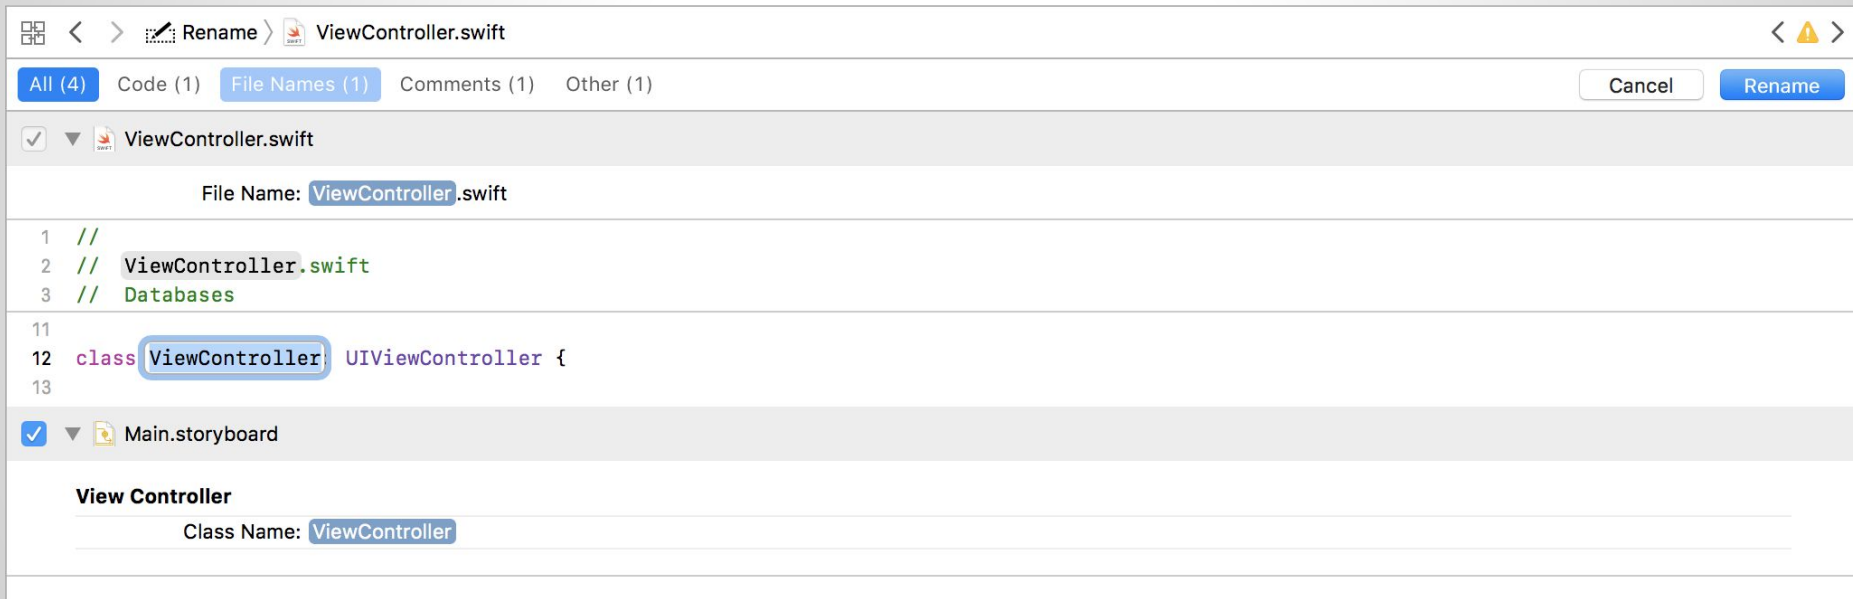 Rename ViewController.swift
All (4) Code (1) File Names (1) Comments (1) Other (1) Cancel Rename
ViewController.swift
File Name: ViewController.swift
1 //
2 // ViewController.swift
3 // Databases
11
12 class ViewController: UIViewController {
13
Main.storyboard
View Controller
Class Name: ViewController